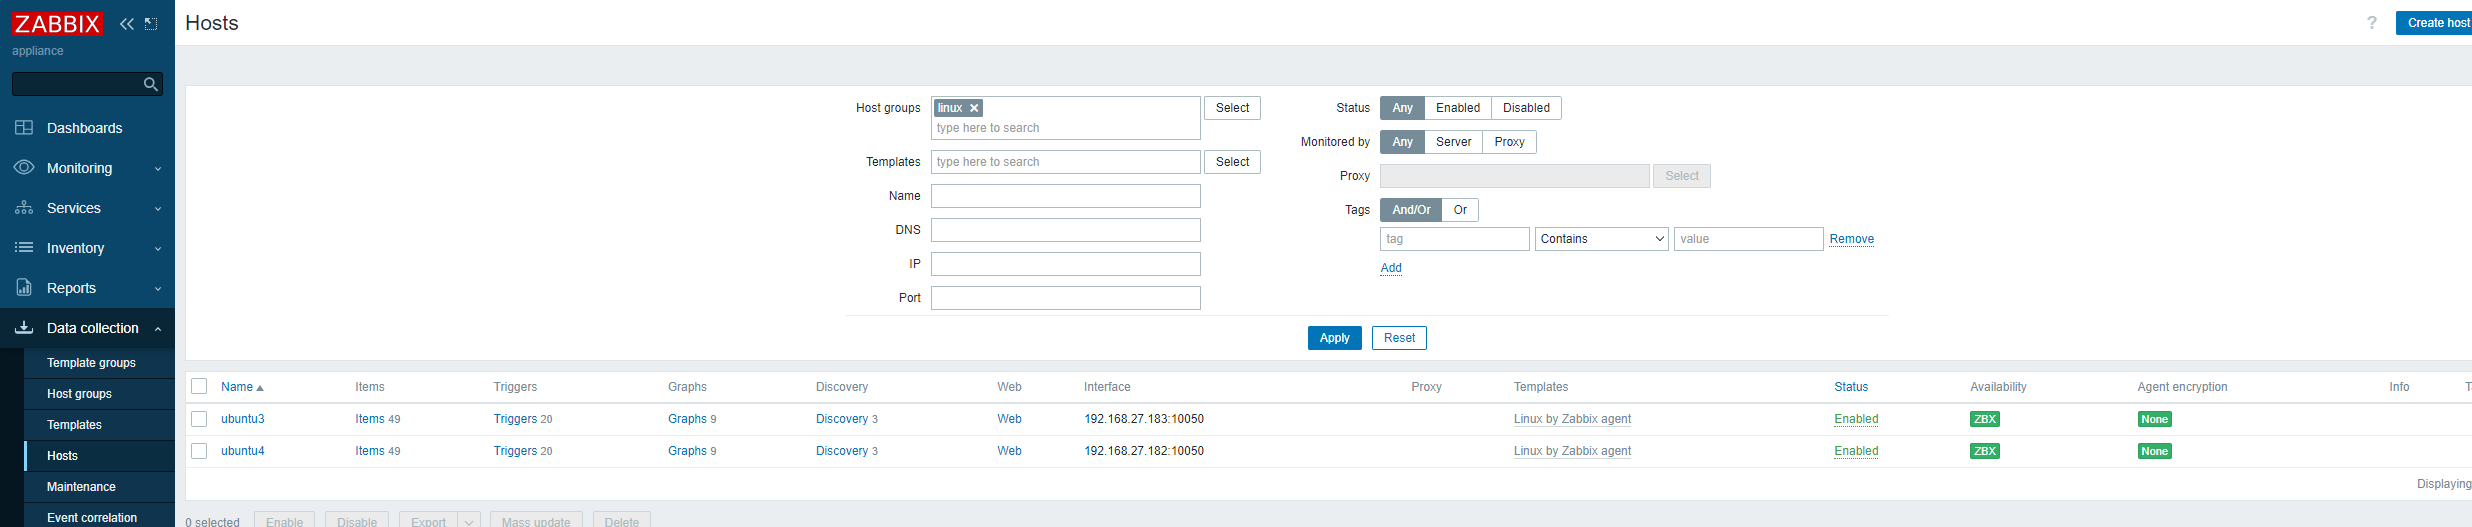 ZABBIX
appliance
Dashboards
Monitoring
Services
Inventory
Reports
Data collection
Template groups
Host groups
Templates
Hosts
Maintenance
Event correlation
Hosts
? Create host
Host groups linux Select
type here to search
Templates type here to search Select
Name
DNS
IP
Port
Status Any Enabled Disabled
Monitored by Any Server Proxy
Proxy Select
Tags And/Or Or
tag Contains value Remove
Add
Apply Reset
Name Items Triggers Graphs Discovery Web Interface Proxy Templates Status Availability Agent encryption Info
ubuntu3 Items 49 Triggers 20 Graphs 9 Discovery 3 Web 192.168.27.183:10050 Linux by Zabbix agent Enabled ZBX None
ubuntu4 Items 49 Triggers 20 Graphs 9 Discovery 3 Web 192.168.27.182:10050 Linux by Zabbix agent Enabled ZBX None
Displaying
0 selected Enable Disable Export Mass update Delete